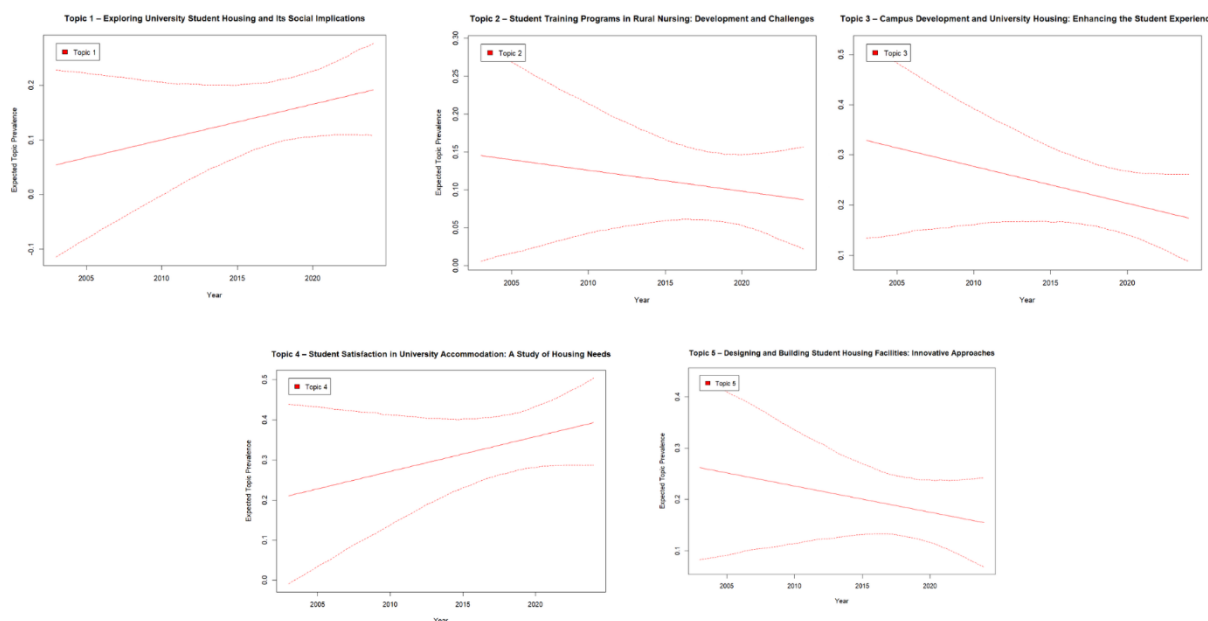 Topic 1 – Exploring University Student Housing and Its Social Implications
Topic 1
Expected Topic Prevalence
0.2
0.1
0.0
-0.1
2005 2010 2015 2020
Year
Topic 2 – Student Training Programs in Rural Nursing: Development and Challenges
Topic 2
Expected Topic Prevalence
0.30
0.25
0.20
0.15
0.10
0.05
0.00
2005 2010 2015 2020
Year
Topic 3 – Campus Development and University Housing: Enhancing the Student Experienc
Topic 3
Expected Topic Prevalence
0.5
0.4
0.3
0.2
0.1
2005 2010 2015 2020
Year
Topic 4 – Student Satisfaction in University Accommodation: A Study of Housing Needs
Topic 4
Expected Topic Prevalence
0.5
0.4
0.3
0.2
0.1
0.0
2005 2010 2015 2020
Year
Topic 5 – Designing and Building Student Housing Facilities: Innovative Approaches
Topic 5
Expected Topic Prevalence
0.4
0.3
0.2
0.1
2005 2010 2015 2020
Year